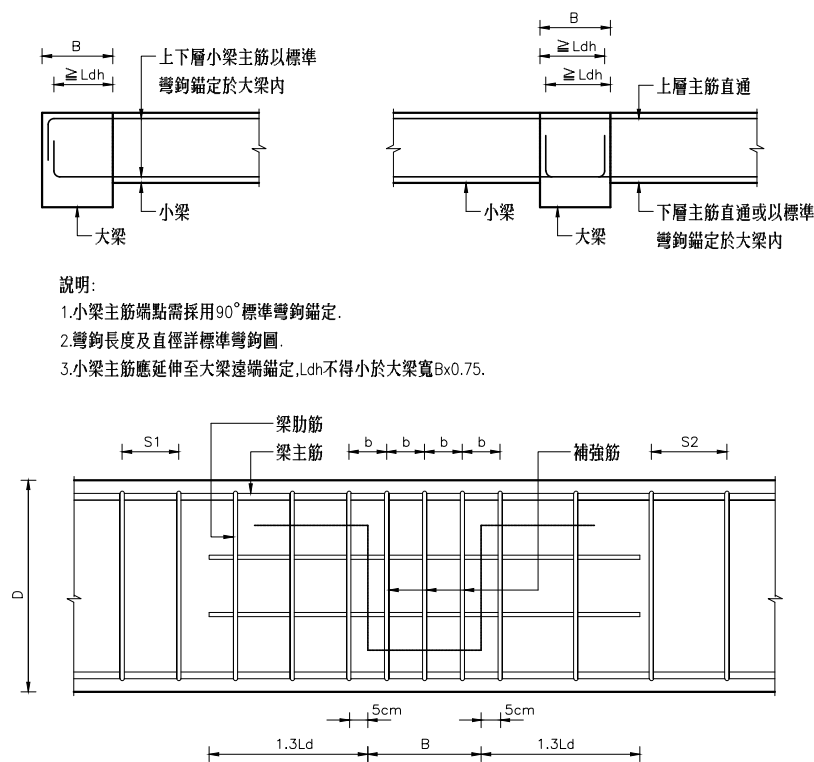 B
≧Ldh
上下層小梁主筋以標準
彎鉤錨定於大梁內
小梁
大梁
B
≧Ldh
≧Ldh
上層主筋直通
小梁
大梁
下層主筋直通或以標準
彎鉤錨定於大梁內
說明:
1.小梁主筋端點需採用90°標準彎鉤錨定.
2.彎鉤長度及直徑詳標準彎鉤圖.
3.小梁主筋應延伸至大梁遠端錨定,Ldh不得小於大梁寬Bx0.75.
S1
梁肋筋
梁主筋
b b b b
補強筋
S2
D
5cm 5cm
1.3Ld B 1.3Ld